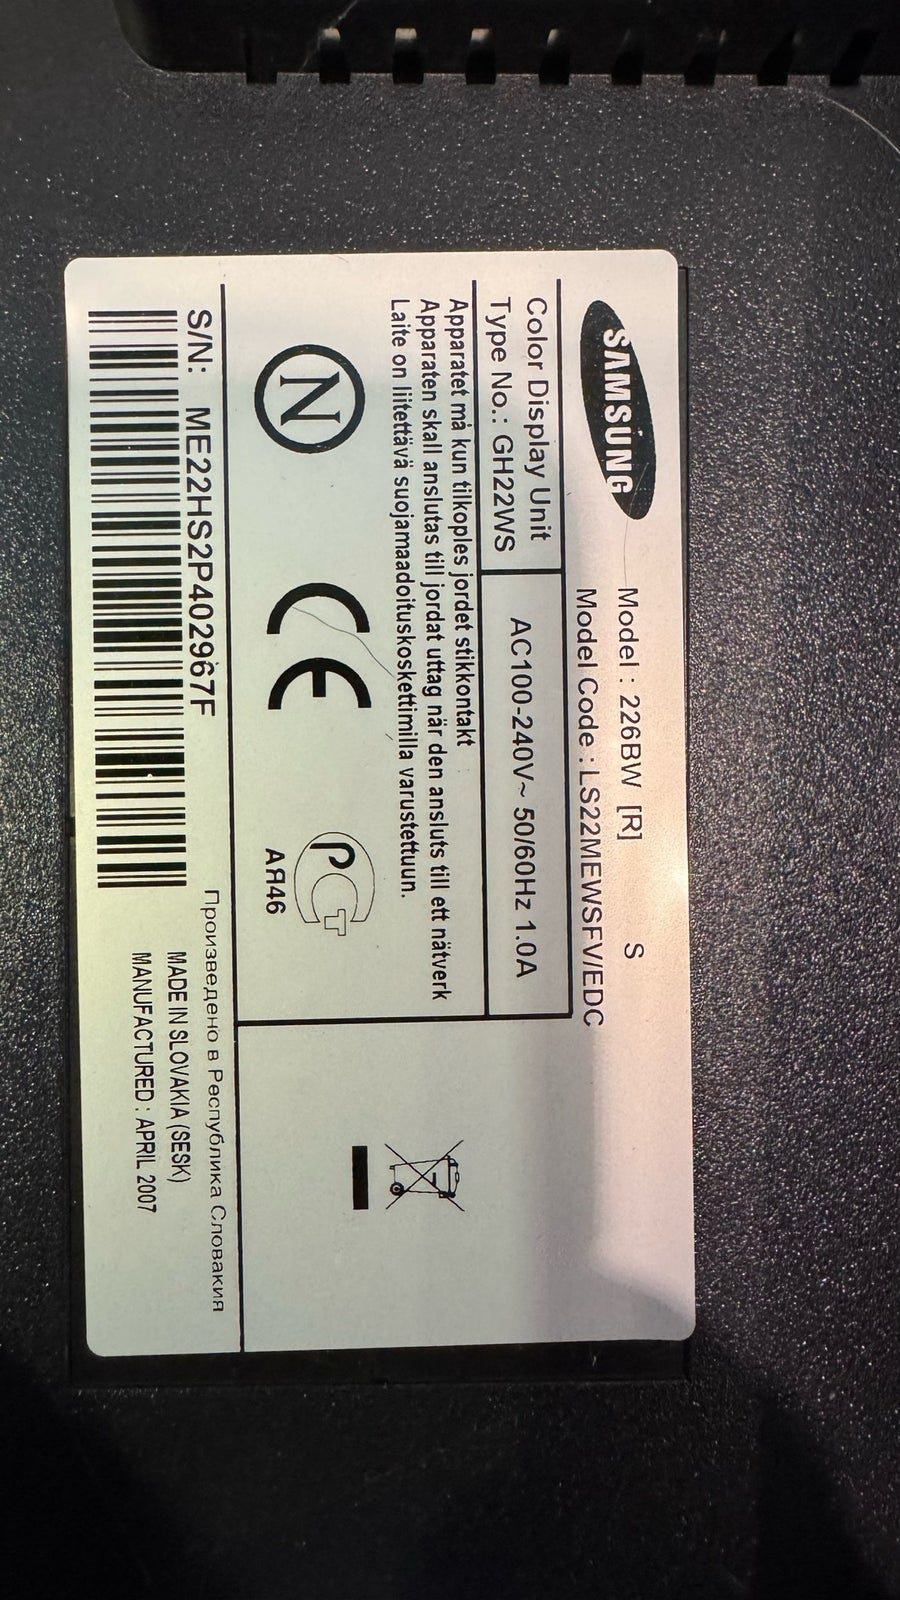 SAMSUNG
Model : 226BW [R] S
Model Code : LS22MEWSFV/EDC
Color Display Unit
Type No.: GH22WS
AC100-240V~ 50/60Hz 1.0A
Apparatet må kun tilkoples jordet stikkontakt
Apparaten skall anslutas till jordat uttag när den ansluts till ett nätverk
Laite on liitettävä suojamaadoituskoskettimilla varustettuun.
N
CE
РСТ
АЯ46
S/N: ME22HS2P402967F
Произведено в Республика Словакия
MADE IN SLOVAKIA (SESK)
MANUFACTURED : APRIL 2007